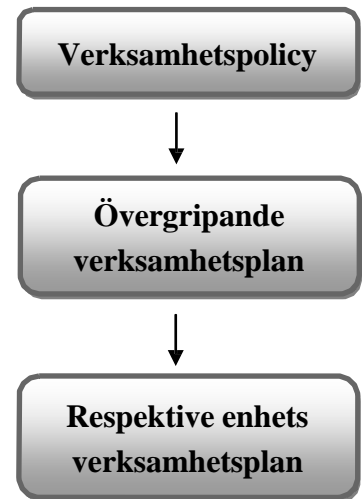 Verksamhetspolicy
Övergripande
verksamhetsplan
Respektive enhets
verksamhetsplan